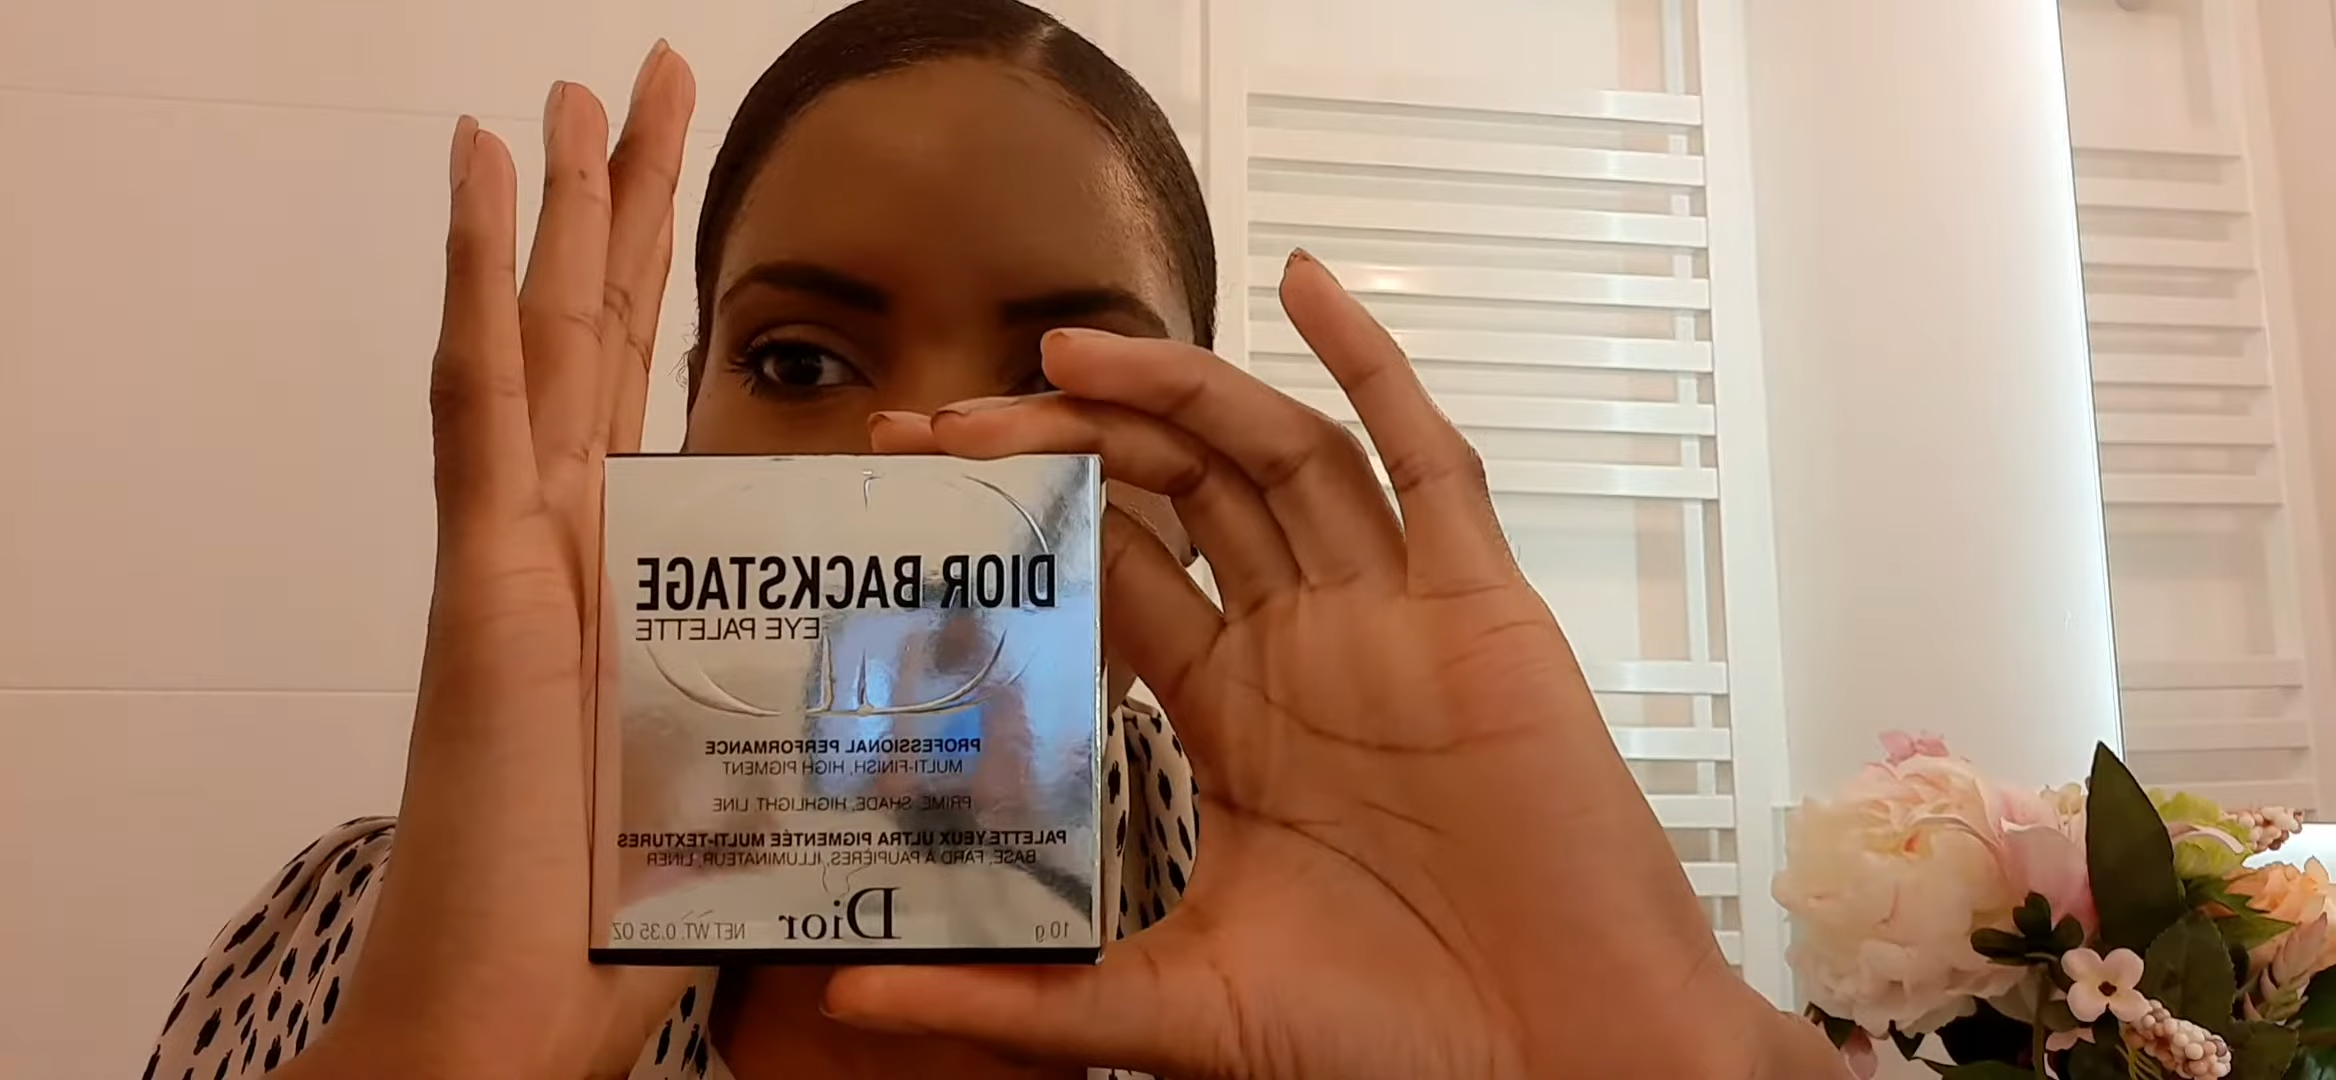 DIOR BACKSTAGE
EYE PALETTE
PROFESSIONAL PERFORMANCE
MULTI-FINISH, HIGH PIGMENT
PRIME, SHADE, HIGHLIGHT, LINE
PALETTE YEUX ULTRA PIGMENTÉE MULTI-TEXTURES
BASE, FARD À PAUPIÈRES, ILLUMINATEUR, LINER
10 g Dior NET WT. 0.35 OZ